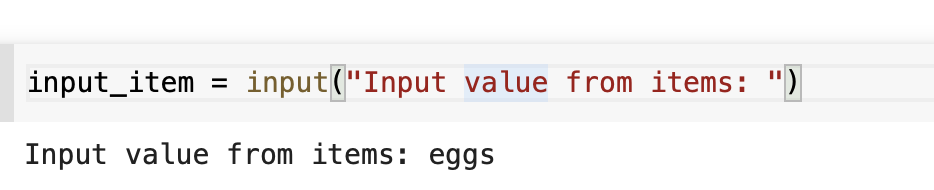 input_item = input("Input value from items: ")
Input value from items: eggs